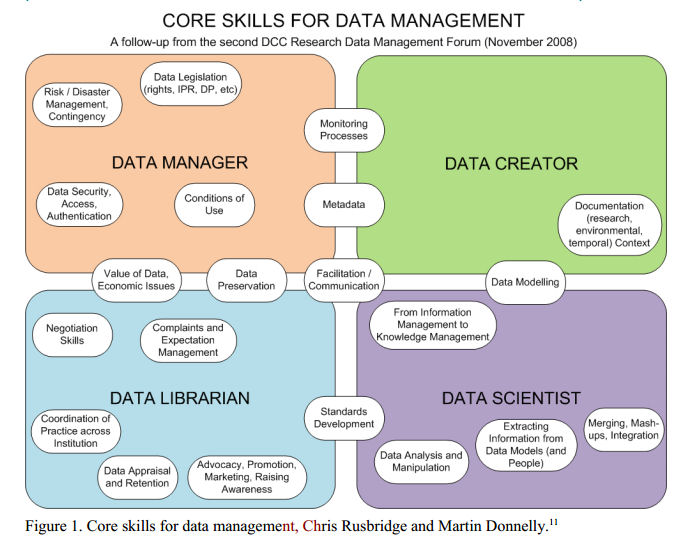 CORE SKILLS FOR DATA MANAGEMENT
A follow-up from the second DCC Research Data Management Forum (November 2008)
Data Legislation
(rights, IPR, DP, etc)
Risk / Disaster
Management,
Contingency
Monitoring
Processes
DATA MANAGER
DATA CREATOR
Data Security,
Access,
Authentication
Conditions of
Use
Metadata
Documentation
(research,
environmental,
temporal) Context
Value of Data,
Economic Issues
Data
Preservation
Facilitation /
Communication
Data Modelling
Negotiation
Skills
Complaints and
Expectation
Management
From Information
Management to
Knowledge Management
DATA LIBRARIAN
DATA SCIENTIST
Coordination of
Practice across
Institution
Standards
Development
Extracting
Information from
Data Models (and
People)
Merging, Mash-
ups, Integration
Data Appraisal
and Retention
Advocacy, Promotion,
Marketing, Raising
Awareness
Data Analysis and
Manipulation
Figure 1. Core skills for data management, Chris Rusbridge and Martin Donnelly.11